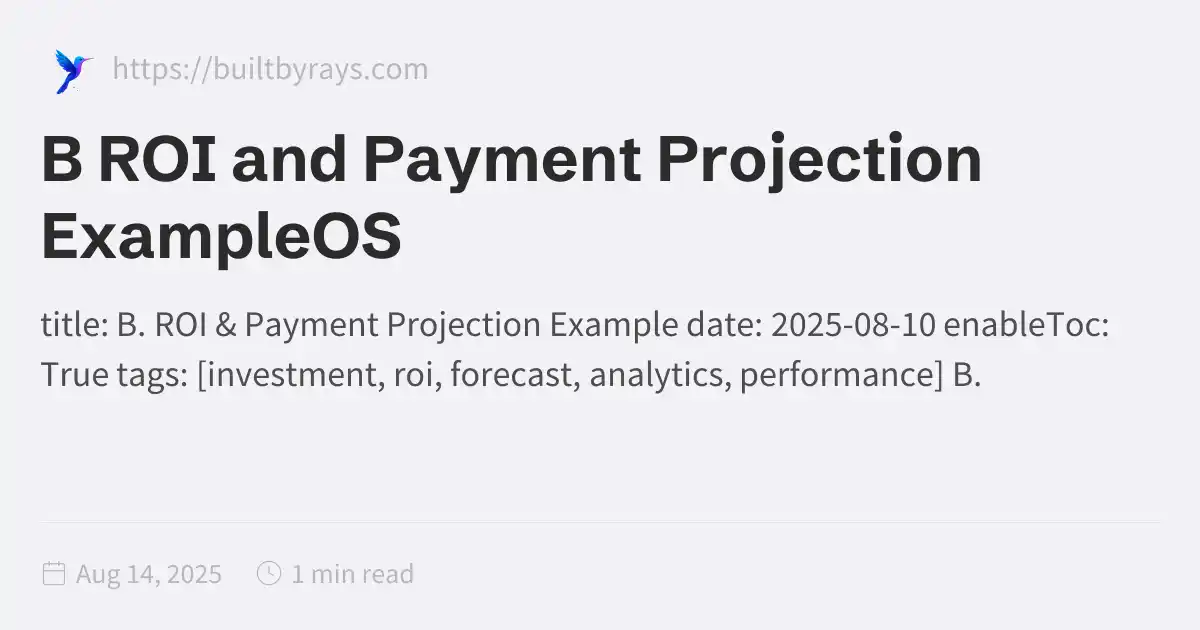 https://builtbyrays.com
B ROI and Payment Projection
ExampleOS
title: B. ROI & Payment Projection Example date: 2025-08-10 enableToc:
True tags: [investment, roi, forecast, analytics, performance] B.
Aug 14, 2025 1 min read